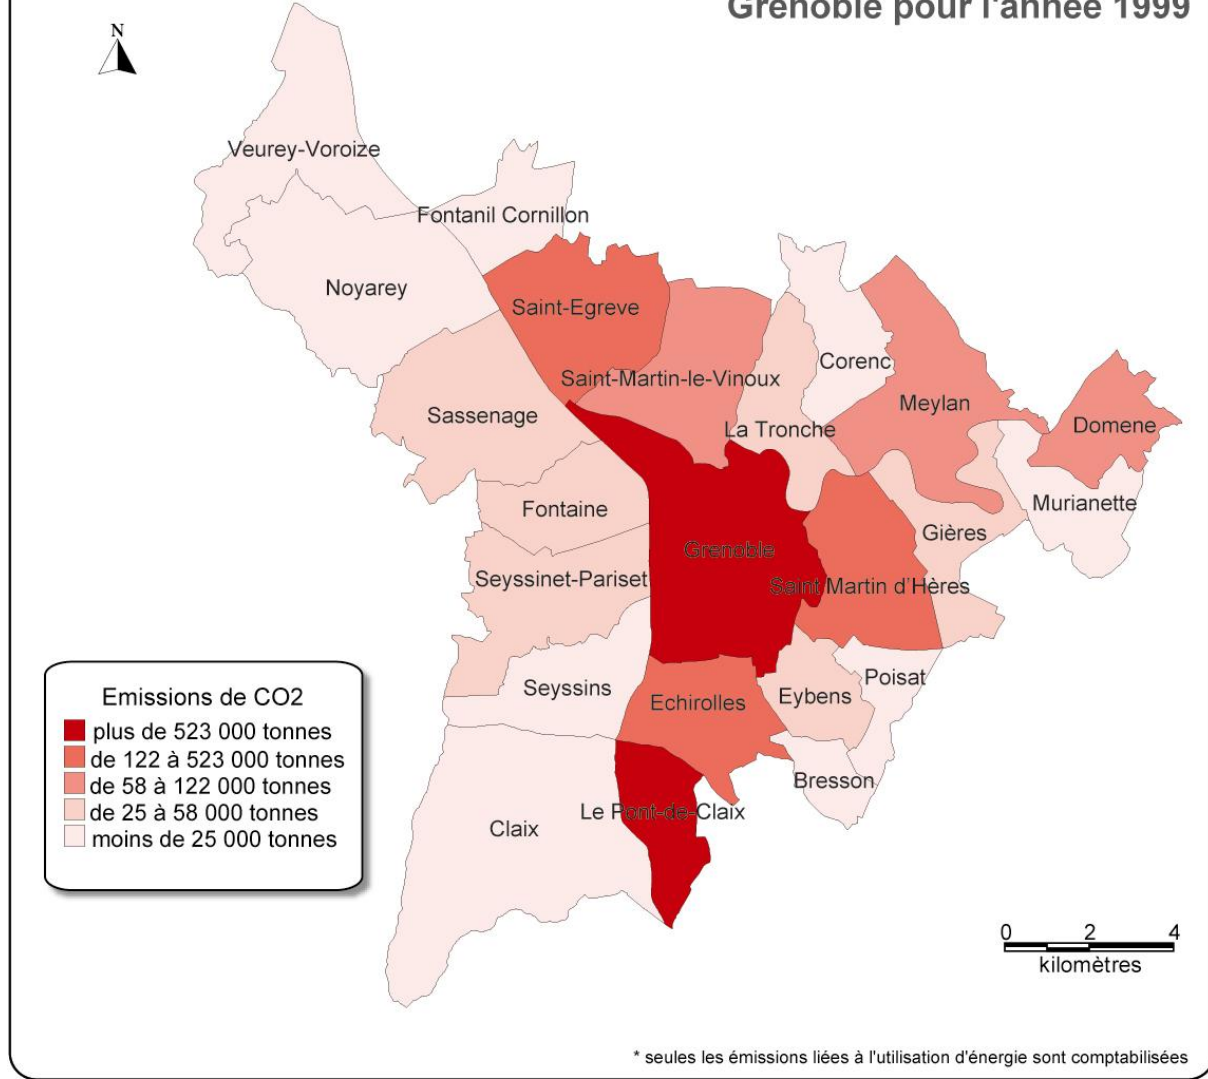 Grenoble pour l'année 1999
N
Veurey-Voroize
Fontanil Cornillon
Noyarey
Saint-Egreve
Corenc
Saint-Martin-le-Vinoux
Meylan
Sassenage
La Tronche
Domene
Murianette
Fontaine
Gières
Grenoble
Seyssinet-Pariset
Saint Martin d'Hères
Poisat
Seyssins
Eybens
Echirolles
Bresson
Le Pont-de-Claix
Claix
Emissions de CO2
plus de 523 000 tonnes
de 122 à 523 000 tonnes
de 58 à 122 000 tonnes
de 25 à 58 000 tonnes
moins de 25 000 tonnes
0 2 4
kilomètres
* seules les émissions liées à l'utilisation d'énergie sont comptabilisées